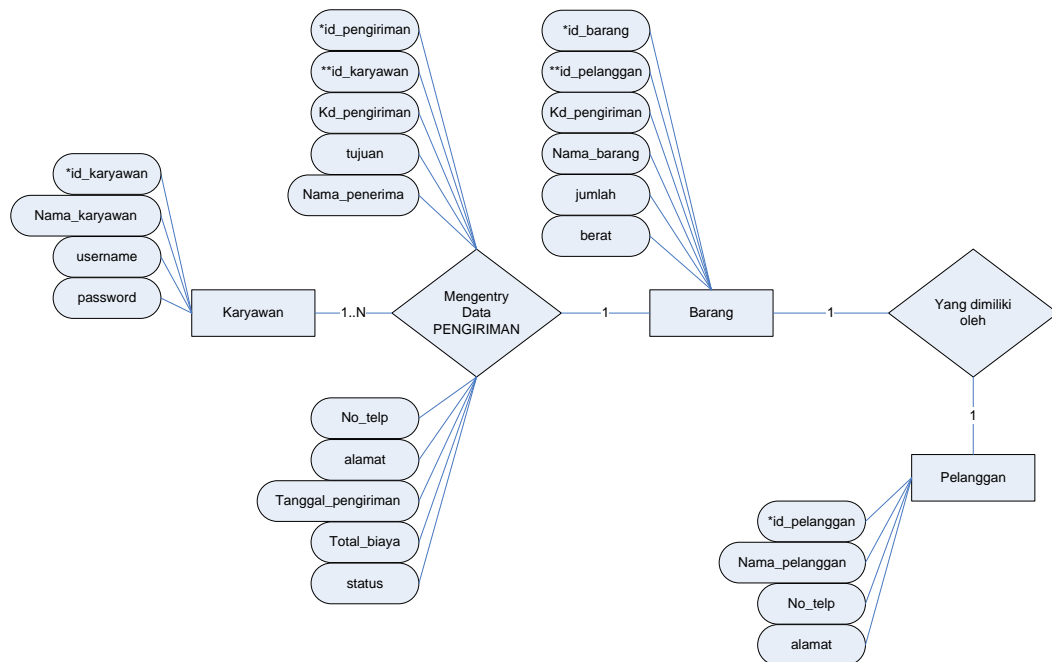 *id_pengiriman
**id_karyawan
Kd_pengiriman
tujuan
Nama_penerima
*id_barang
**id_pelanggan
Kd_pengiriman
Nama_barang
jumlah
berat
*id_karyawan
Nama_karyawan
username
password
Karyawan
1..N
Mengentry
Data
PENGIRIMAN
1
Barang
1
Yang dimiliki
oleh
1
Pelanggan
No_telp
alamat
Tanggal_pengiriman
Total_biaya
status
*id_pelanggan
Nama_pelanggan
No_telp
alamat